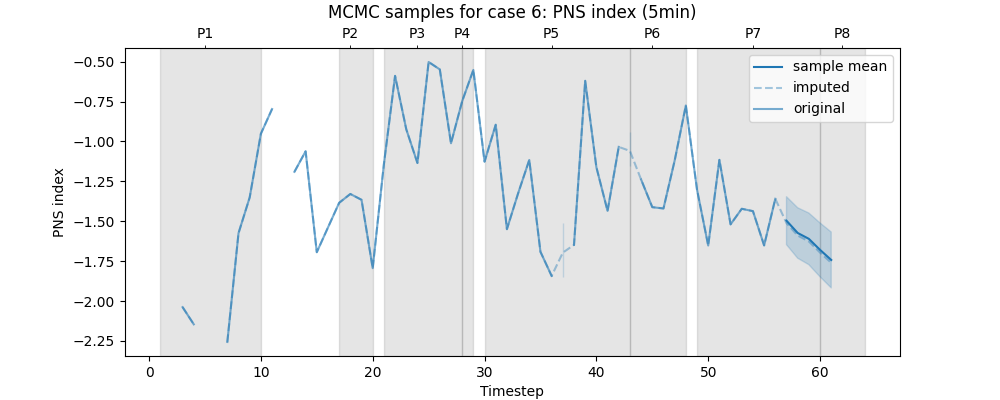 MCMC samples for case 6: PNS index (5min)
P1 P2 P3 P4 P5 P6 P7 P8
sample mean
imputed
original
PNS index
−0.50
−0.75
−1.00
−1.25
−1.50
−1.75
−2.00
−2.25
0 10 20 30 40 50 60
Timestep